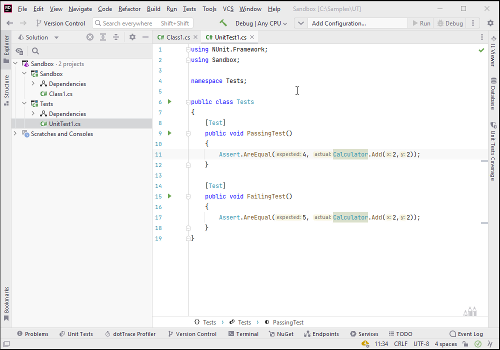 File Edit View Navigate Code Refactor Build Run Tests Tools VCS Window Help Sandbox [C:\Samples\UT]
Version Control Search everywhere Shift+Shift Debug | Any CPU Add Configuration... Run Debug
Explorer
Structure
Bookmarks
Solution
Sandbox • 2 projects
Sandbox
Dependencies
Class1.cs
Tests
Dependencies
UnitTest1.cs
Scratches and Consoles
C# Class1.cs C# UnitTest1.cs
1 using NUnit.Framework;
2 using Sandbox;
3
4 namespace Tests;
5
6 public class Tests
7 {
8 [Test]
9 public void PassingTest()
10 {
11 Assert.AreEqual( expected: 4, actual: Calculator.Add(x:2,y:2));
12 }
13
14 [Test]
15 public void FailingTest()
16 {
17 Assert.AreEqual( expected: 5, actual: Calculator.Add(x:2,y:2));
18 }
19 }
IL Viewer
Database
Unit Tests Coverage
Tests Tests PassingTest
Problems Unit Tests dotTrace Profiler Version Control Terminal NuGet Endpoints Services TODO Event Log
11:34 CRLF UTF-8 4 spaces